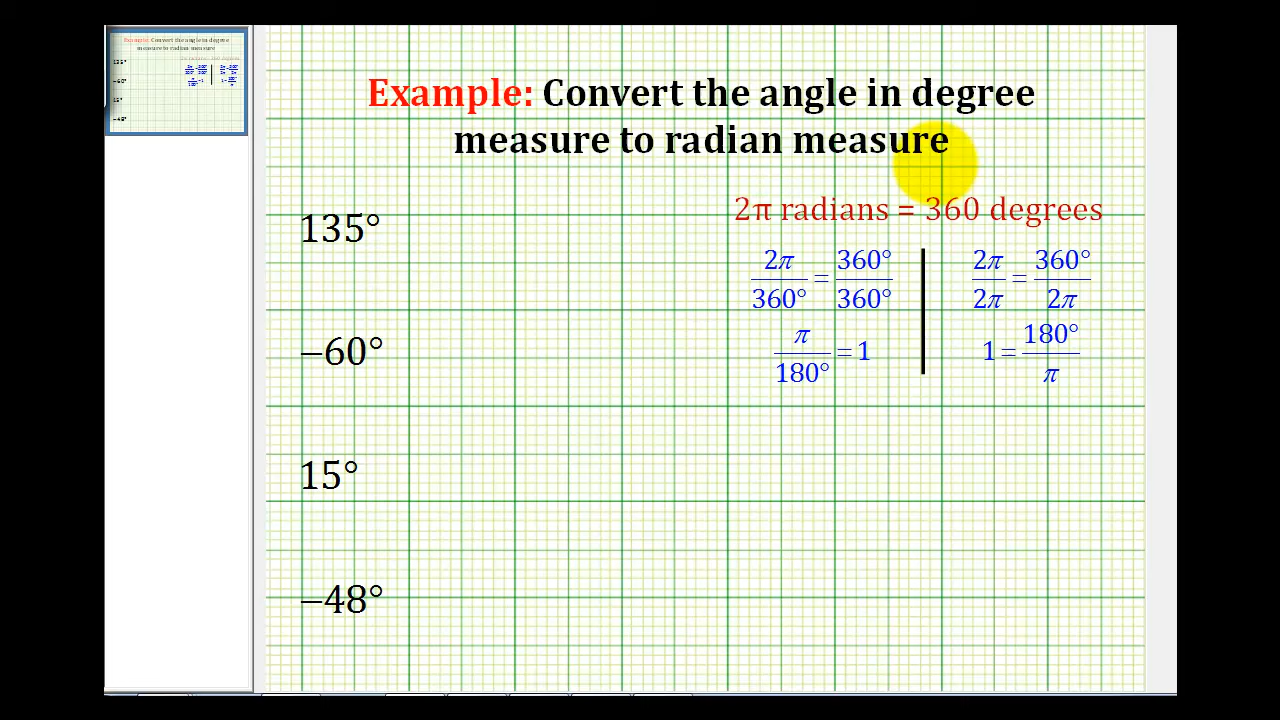 Example: Convert the angle in degree
measure to radian measure
2π radians = 360 degrees
135°
2π/360° = 360°/360°
2π/2π = 360°/2π
π/180° = 1
1 = 180°/π
−60°
15°
−48°